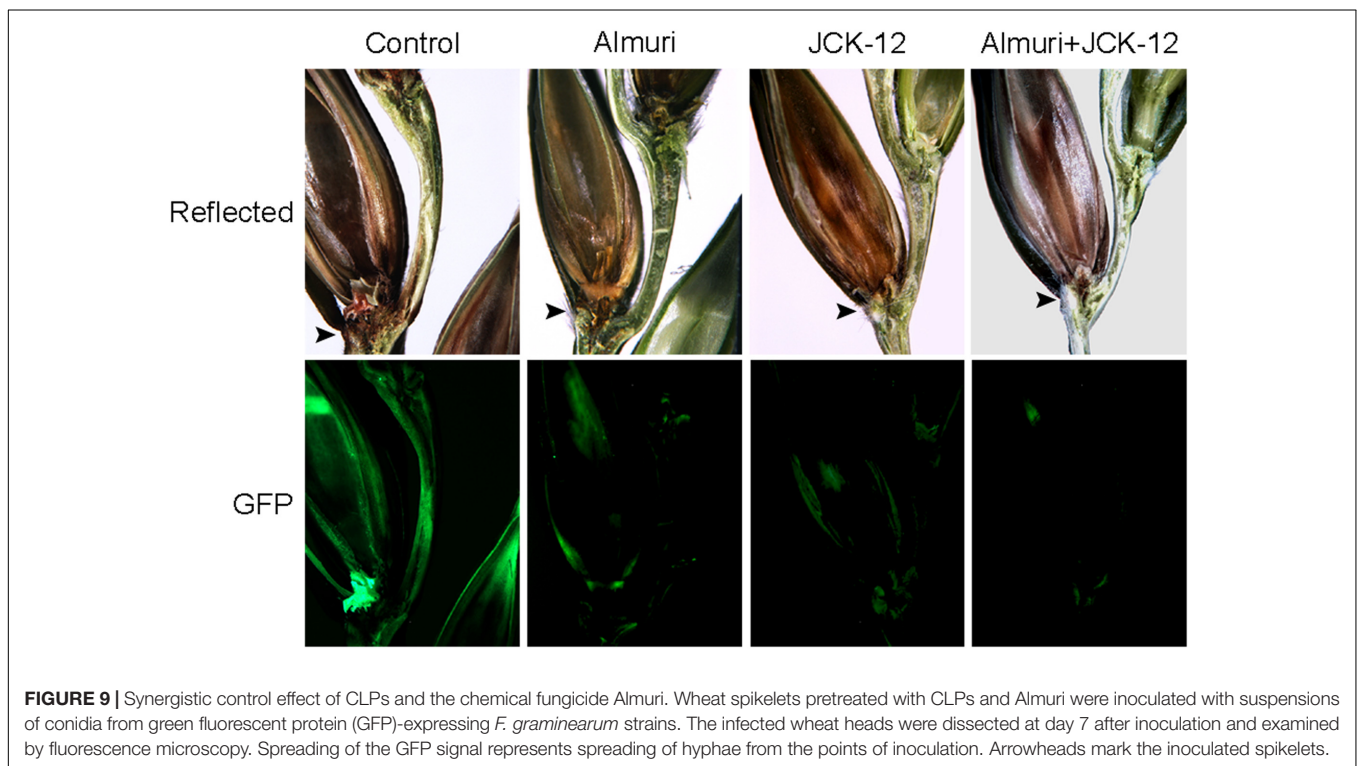 Control Almuri JCK-12 Almuri+JCK-12
Reflected
GFP
FIGURE 9 | Synergistic control effect of CLPs and the chemical fungicide Almuri. Wheat spikelets pretreated with CLPs and Almuri were inoculated with suspensions
of conidia from green fluorescent protein (GFP)-expressing F. graminearum strains. The infected wheat heads were dissected at day 7 after inoculation and examined
by fluorescence microscopy. Spreading of the GFP signal represents spreading of hyphae from the points of inoculation. Arrowheads mark the inoculated spikelets.